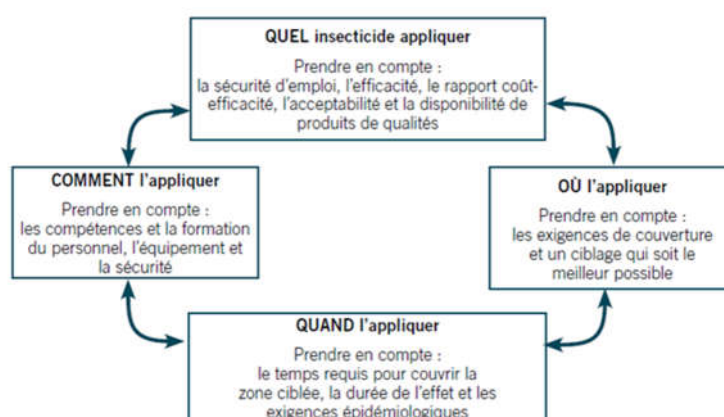 QUEL insecticide appliquer
Prendre en compte :
la sécurité d'emploi, l'efficacité, le rapport coût-
efficacité, l'acceptabilité et la disponibilité de
produits de qualités
COMMENT l'appliquer
Prendre en compte :
les compétences et la formation
du personnel, l'équipement et
la sécurité
OÙ l'appliquer
Prendre en compte :
les exigences de couverture
et un ciblage qui soit le
meilleur possible
QUAND l'appliquer
Prendre en compte :
le temps requis pour couvrir la
zone ciblée, la durée de l'effet et les
exigences épidémiologiques